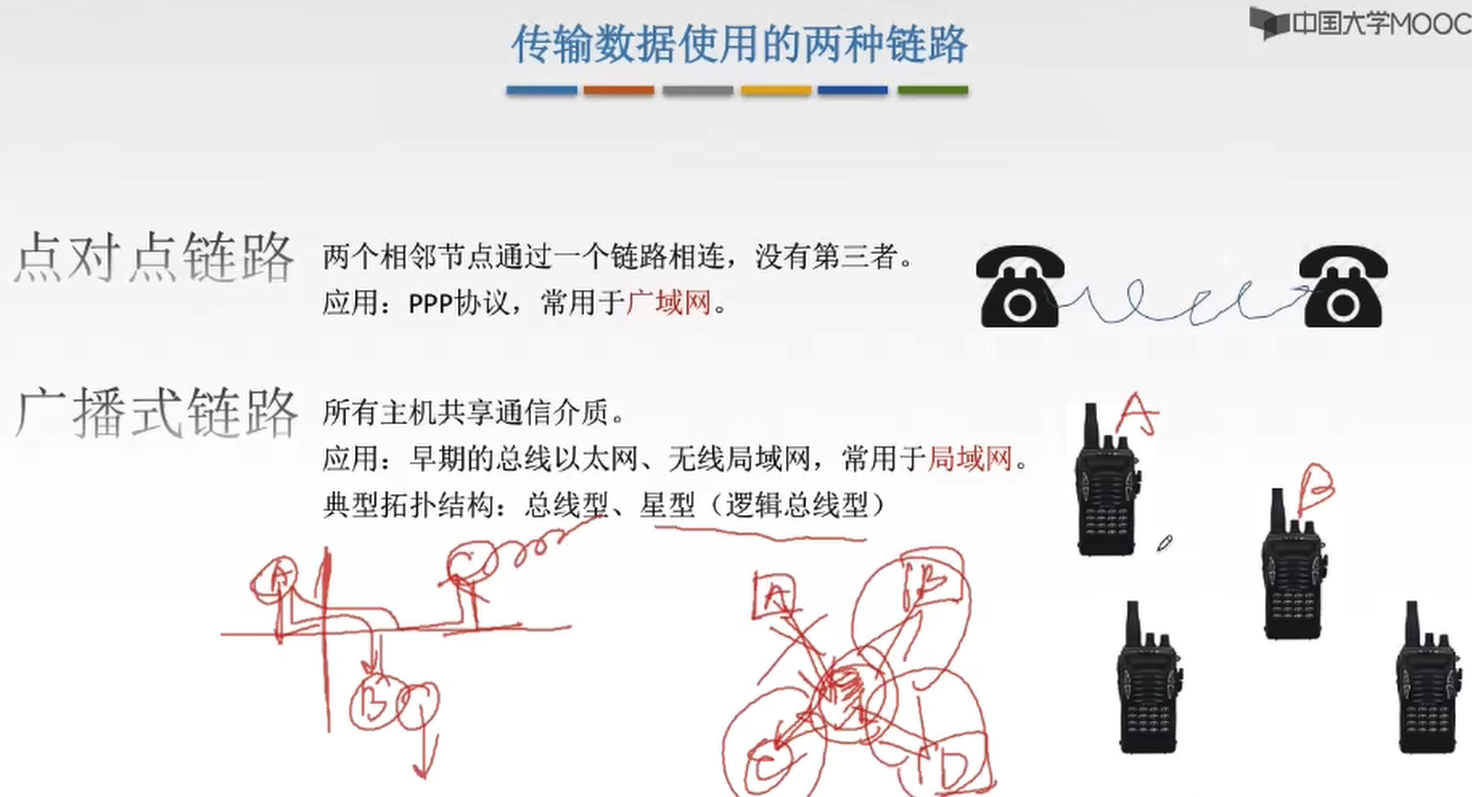 中国大学MOOC
传输数据使用的两种链路
点对点链路
两个相邻节点通过一个链路相连，没有第三者。
应用：PPP协议，常用于广域网。
广播式链路
所有主机共享通信介质。
应用：早期的总线以太网、无线局域网，常用于局域网。
典型拓扑结构：总线型、星型（逻辑总线型）
A
B
A
B
A
B
C
D